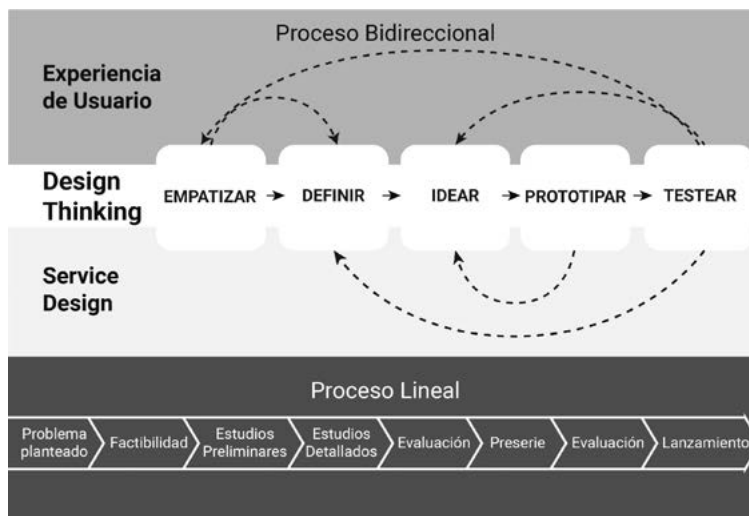 Proceso Bidireccional
Experiencia
de Usuario
Design
Thinking
EMPATIZAR
DEFINIR
IDEAR
PROTOTIPAR
TESTEAR
Service
Design
Proceso Lineal
Problema
planteado
Factibilidad
Estudios
Preliminares
Estudios
Detallados
Evaluación
Preserie
Evaluación
Lanzamiento